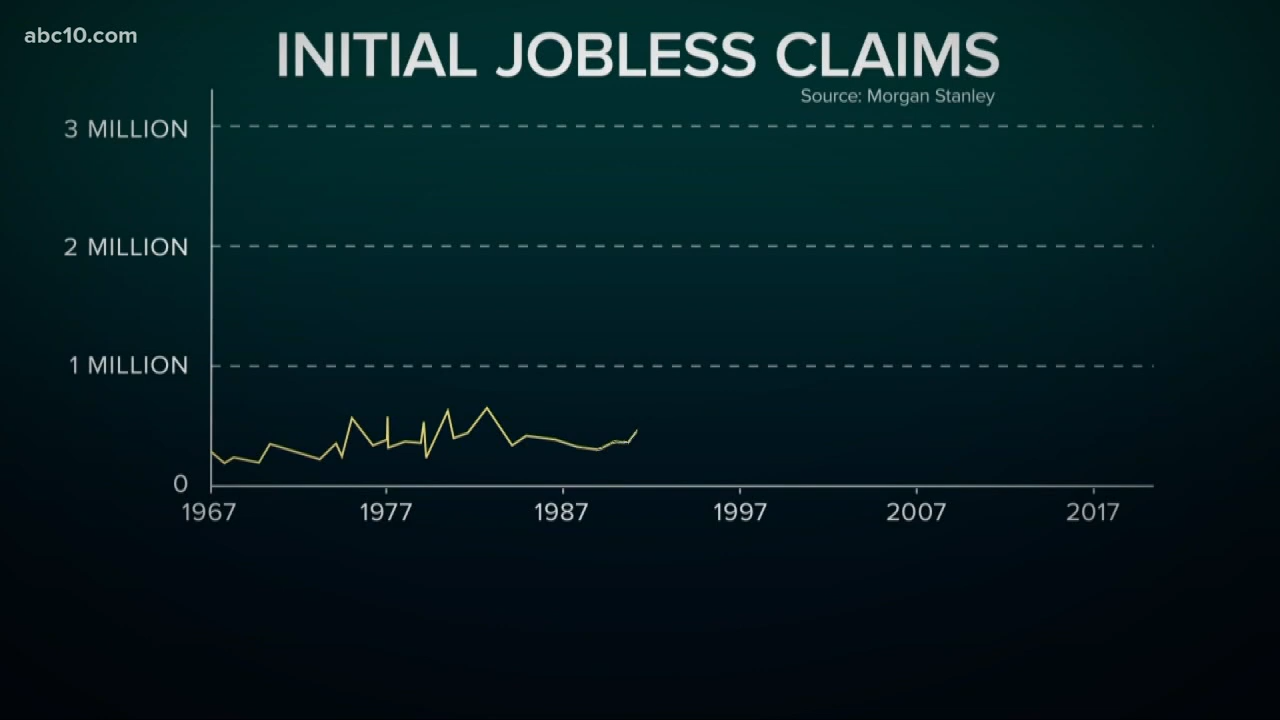 abc10.com
INITIAL JOBLESS CLAIMS
Source: Morgan Stanley
3 MILLION
2 MILLION
1 MILLION
0
1967 1977 1987 1997 2007 2017